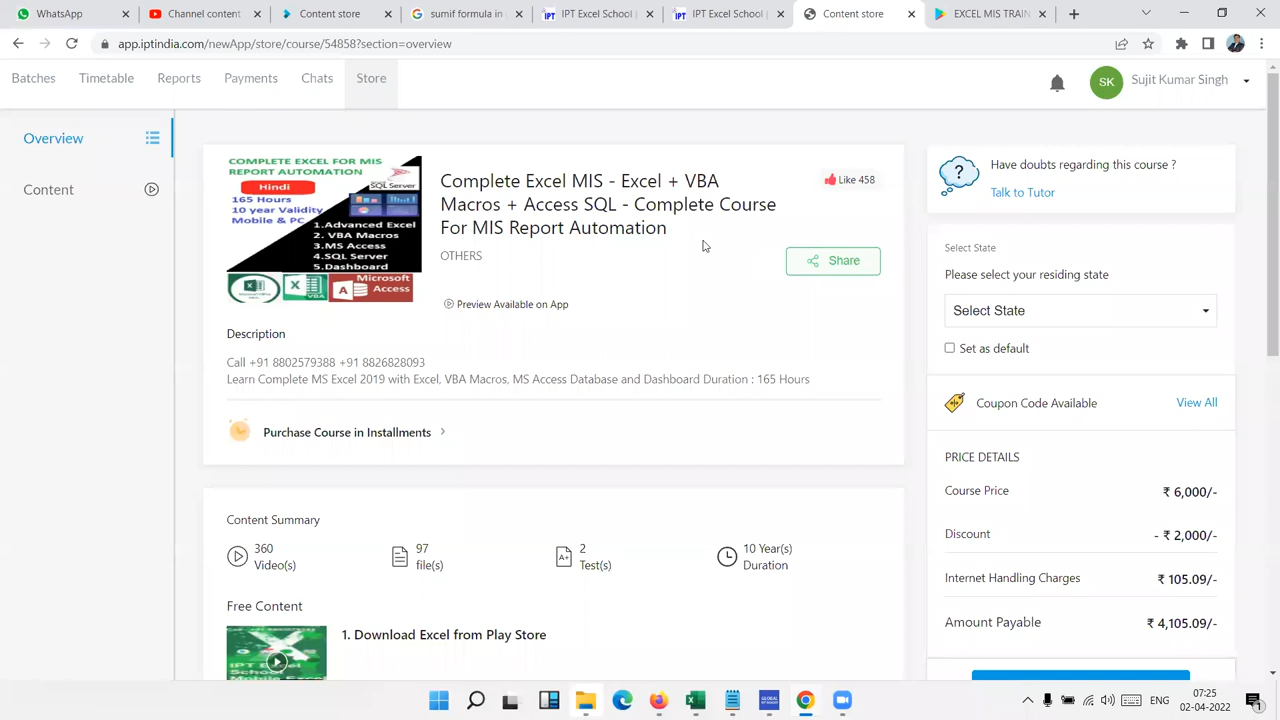 WhatsApp
Channel content
Content store
sumif formula in
IPT Excel School
IPT Excel School
Content store
EXCEL MIS TRAIN
app.iptindia.com/newApp/store/course/54858?section=overview
Batches
Timetable
Reports
Payments
Chats
Store
SK
Sujit Kumar Singh
Overview
Content
COMPLETE EXCEL FOR MIS
REPORT AUTOMATION
Hindi
SQL Server
165 Hours
10 year Validity
Mobile & PC
1.Advanced Excel
2. VBA Macros
3.MS Access
4.SQL Server
5.Dashboard
Microsoft
Access
Complete Excel MIS - Excel + VBA
Macros + Access SQL - Complete Course
For MIS Report Automation
Like 458
OTHERS
Share
Preview Available on App
Description
Call +91 8802579388 +91 8826828093
Learn Complete MS Excel 2019 with Excel, VBA Macros, MS Access Database and Dashboard Duration : 165 Hours
Purchase Course in Installments
Content Summary
360
Video(s)
97
file(s)
A+
2
Test(s)
10 Year(s)
Duration
Free Content
IPT Excel
School
Mobile Excel
1. Download Excel from Play Store
Have doubts regarding this course ?
Talk to Tutor
Select State
Please select your residing state
Select State
Set as default
Coupon Code Available
View All
PRICE DETAILS
Course Price
₹ 6,000/-
Discount
- ₹ 2,000/-
Internet Handling Charges
₹ 105.09/-
Amount Payable
₹ 4,105.09/-
ENG
07:25
02-04-2022